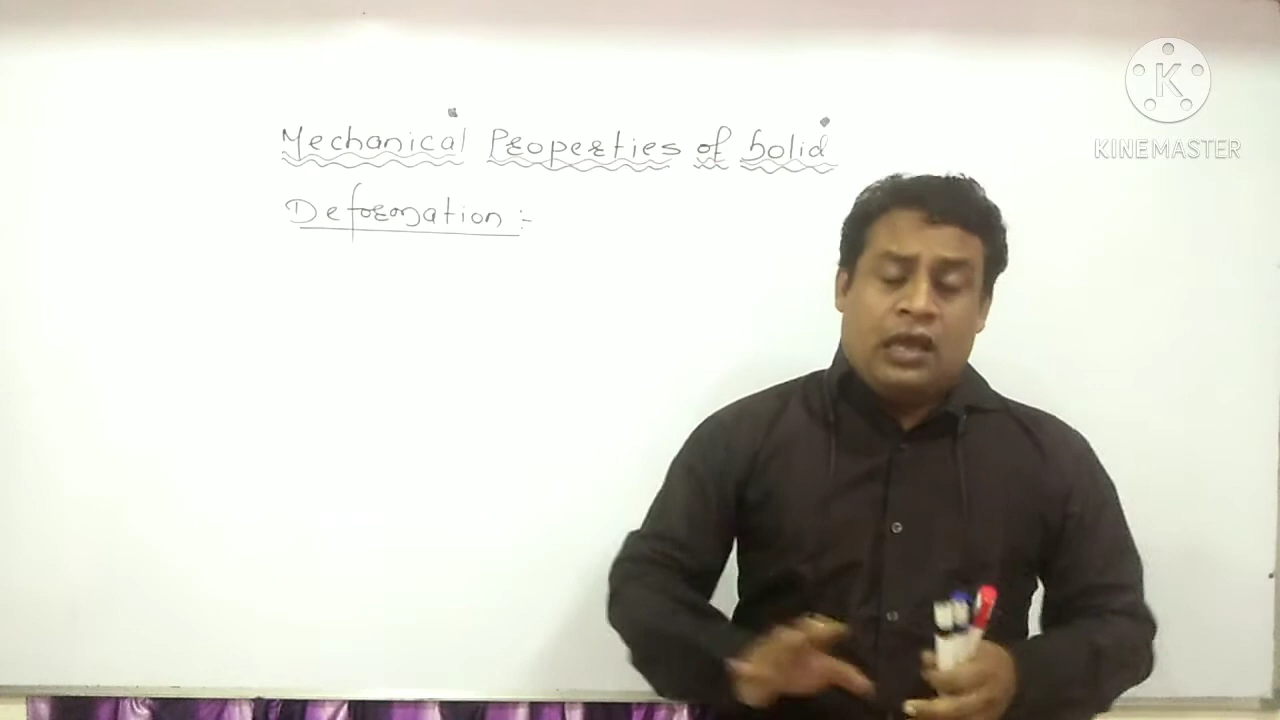 Mechanical Properties of Solid
Deformation :-
K
KINEMASTER